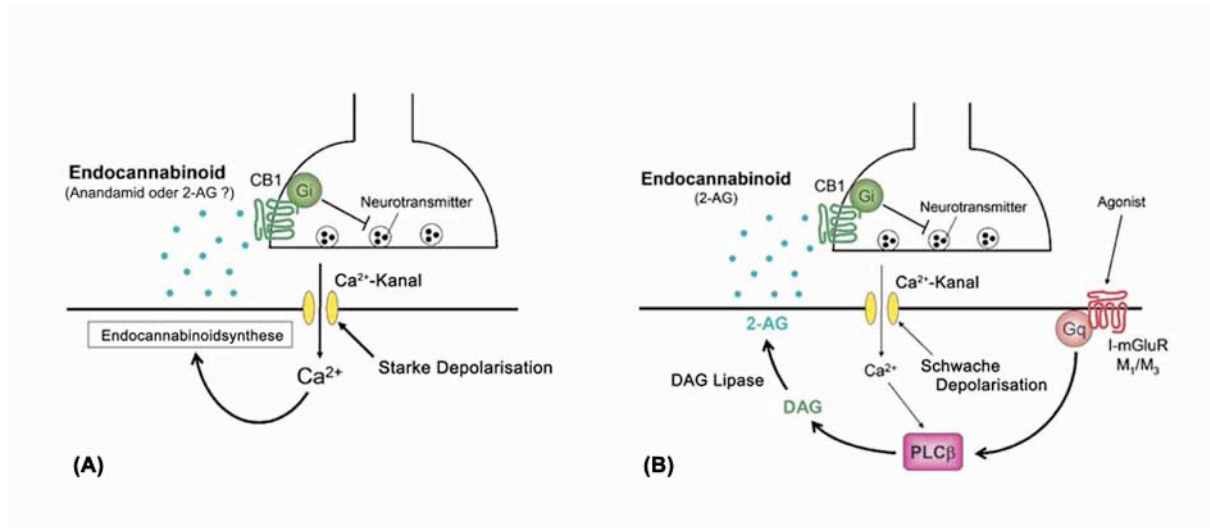 Endocannabinoid
(Anandamid oder 2-AG ?)
CB1
Gi
Neurotransmitter
Ca²⁺-Kanal
Endocannabinoidsynthese
Ca²⁺
Starke Depolarisation
(A)
Endocannabinoid
(2-AG)
CB1
Gi
Neurotransmitter
Agonist
Ca²⁺-Kanal
2-AG
Gq
I-mGluR
M₁/M₃
DAG Lipase
Ca²⁺
Schwache
Depolarisation
DAG
PLCβ
(B)